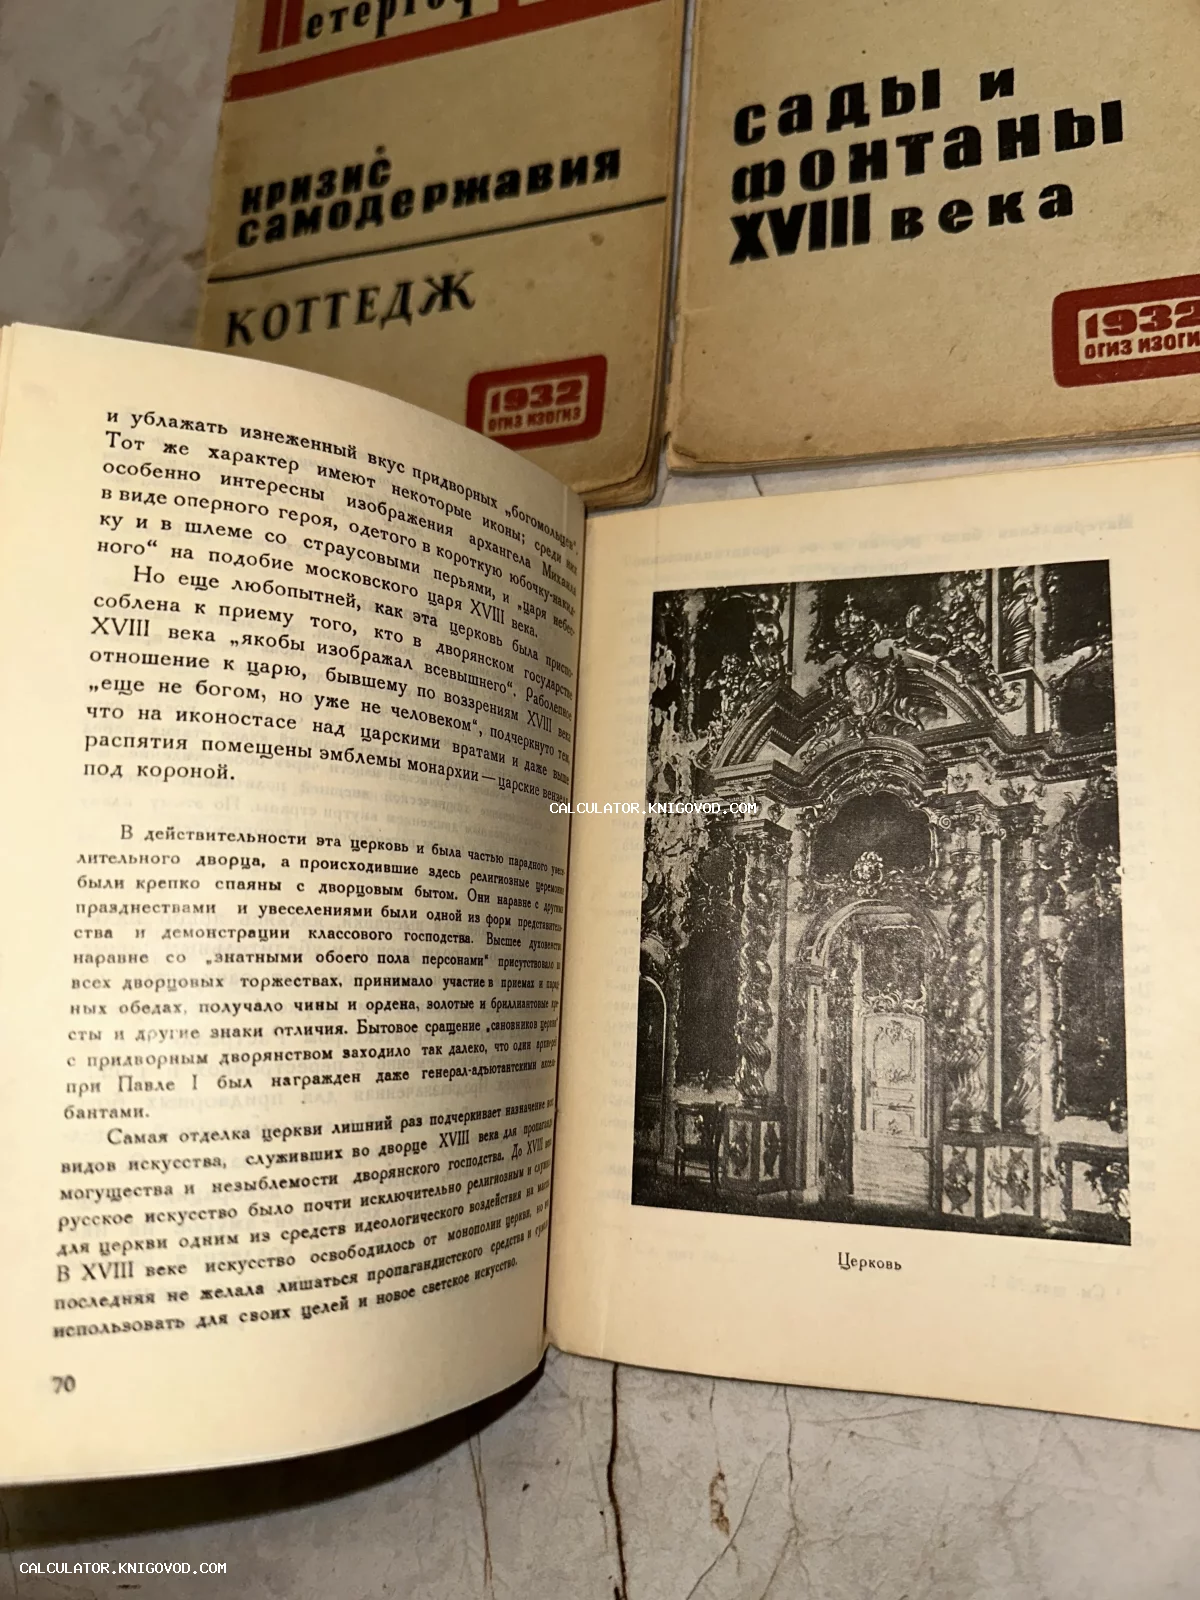 Петергоф
кризис
самодержавия
КОТТЕДЖ
1932
ОГИЗ ИЗОГИЗ
сады и
фонтаны
XVIII века
1932
ОГИЗ ИЗОГИЗ
и ублажать изнеженный вкус придворных „богомольцев“.
Тот же характер имеют некоторые иконы; среди них
особенно интересны изображения архангела Михаила
в виде оперного героя, одетого в короткую юбочку-накид-
ку и в шлеме со страусовыми перьями, и „царя небес-
ного“ на подобие московского царя XVIII века.
Но еще любопытней, как эта церковь была приспо-
соблена к приему того, кто в дворянском государстве
XVIII века „якобы изображал всевышнего“. Раболепное
отношение к царю, бывшему по воззрениям XVIII века
„еще не богом, но уже не человеком“, подчеркнуто тем,
что на иконостасе над царскими вратами и даже выше
распятия помещены эмблемы монархии — царские вензеля
под короной.
В действительности эта церковь и была частью парадного увесе-
лительного дворца, а происходившие здесь религиозные церемонии
были крепко спаяны с дворцовым бытом. Они наравне с другими
празднествами и увеселениями были одной из форм представитель-
ства и демонстрации классового господства. Высшее духовенство
наравне со „знатными обоего пола персонами“ присутствовало на
всех дворцовых торжествах, принимало участие в приемах и парад-
ных обедах, получало чины и ордена, золотые и бриллиантовые кре-
сты и другие знаки отличия. Бытовое сращение „сановников церкви“
с придворным дворянством заходило так далеко, что один архиерей
при Павле I был награжден даже генерал-адъютантскими аксель-
бантами.
Самая отделка церкви лишний раз подчеркивает назначение всех
видов искусства, служивших во дворце XVIII века для пропаганды
могущества и незыблемости дворянского господства. До XVIII века
русское искусство было почти исключительно религиозным и служило
для церкви одним из средств идеологического воздействия на массы.
В XVIII веке искусство освободилось от монополии церкви, но и
последняя не желала лишаться пропагандистского средства и сумела
использовать для своих целей и новое светское искусство.
70
Церковь
CALCULATOR.KNIGOVOD.COM
CALCULATOR.KNIGOVOD.COM